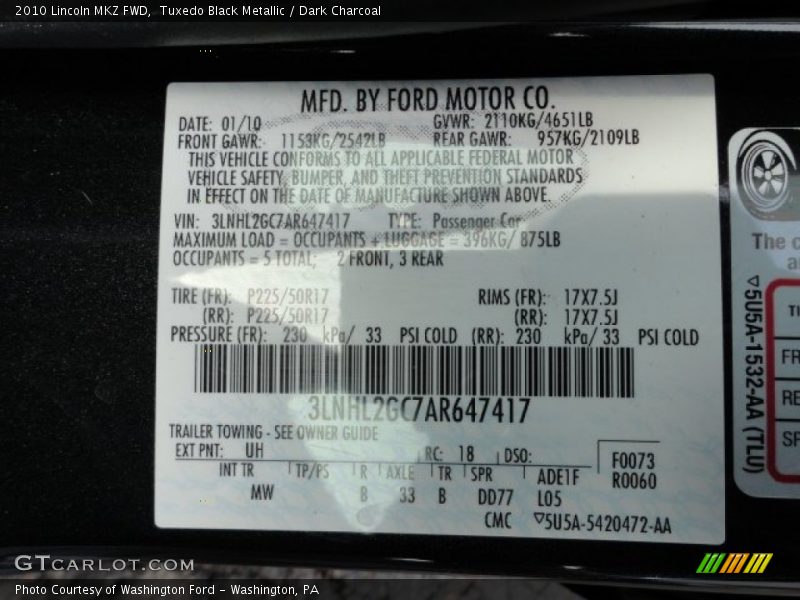 2010 Lincoln MKZ FWD,  Tuxedo Black Metallic / Dark Charcoal
MFD. BY FORD MOTOR CO.
DATE: 01/10
GVWR: 2110KG/4651LB
FRONT GAWR: 1153KG/2542LB
REAR GAWR: 957KG/2109LB
THIS VEHICLE CONFORMS TO ALL APPLICABLE FEDERAL MOTOR
VEHICLE SAFETY, BUMPER, AND THEFT PREVENTION STANDARDS
IN EFFECT ON THE DATE OF MANUFACTURE SHOWN ABOVE.
VIN: 3LNHL2GC7AR647417 TYPE: Passenger Car
MAXIMUM LOAD = OCCUPANTS + LUGGAGE = 396KG/ 875LB
OCCUPANTS = 5 TOTAL; 2 FRONT, 3 REAR
TIRE (FR): P225/50R17 RIMS (FR): 17X7.5J
(RR): P225/50R17 (RR): 17X7.5J
PRESSURE (FR): 230 kPa/ 33 PSI COLD (RR): 230 kPa/ 33 PSI COLD
3LNHL2GC7AR647417
TRAILER TOWING - SEE OWNER GUIDE
EXT PNT: UH RC: 18 DSO:
F0073
R0060
INT TR TP/PS R AXLE TR SPR ADE1F
MW B 33 B DD77 L05
CMC ▽5U5A-5420472-AA
The c
a
▽5U5A-1532-AA (TLU)
TI
FR
RE
SP
GTCARLOT.COM
Photo Courtesy of Washington Ford – Washington, PA